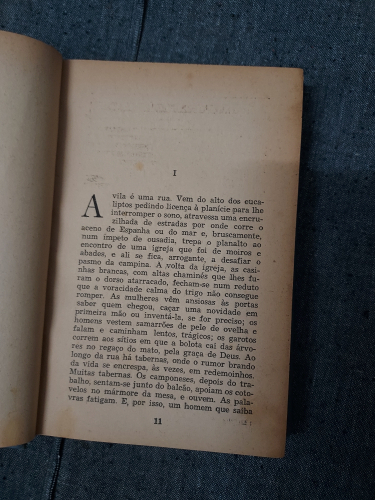 I
A vila é uma rua. Vem do alto dos euca-
liptos pedindo licença à planície para lhe
interromper o sono, atravessa uma encru-
zilhada de estradas por onde corre o
aceno de Espanha ou do mar e, bruscamente,
num ímpeto de ousadia, trepa o planalto ao
encontro de uma igreja que foi de moiros e
abades, e ali se fica, arrogante, a desafiar o
pasmo da campina. A volta da igreja, as casi-
nhas brancas, com altas chaminés que lhes fu-
ram o dorso atarracado, fecham-se num reduto
que a voracidade calma do trigo não consegue
romper. As mulheres vêm ansiosas às portas
saber quem chegou, caçar uma novidade em
primeira mão ou inventá-la, se for preciso; os
homens vestem samarrões de pele de ovelha e
falam e caminham lentos, trágicos; os garotos
correm aos sítios em que a bolota cai das árvo-
res no regaço do mato, pela graça de Deus. Ao
longo da rua há tabernas, onde o rumor brando
da vida se encrespa, às vezes, em redemoinhos.
Muitas tabernas. Os camponeses, depois do tra-
balho, sentam-se junto do balcão, apoiam os coto-
velos no mármore da mesa, e ouvem. As pala-
vras fatigam. E, por isso, um homem que saiba
11